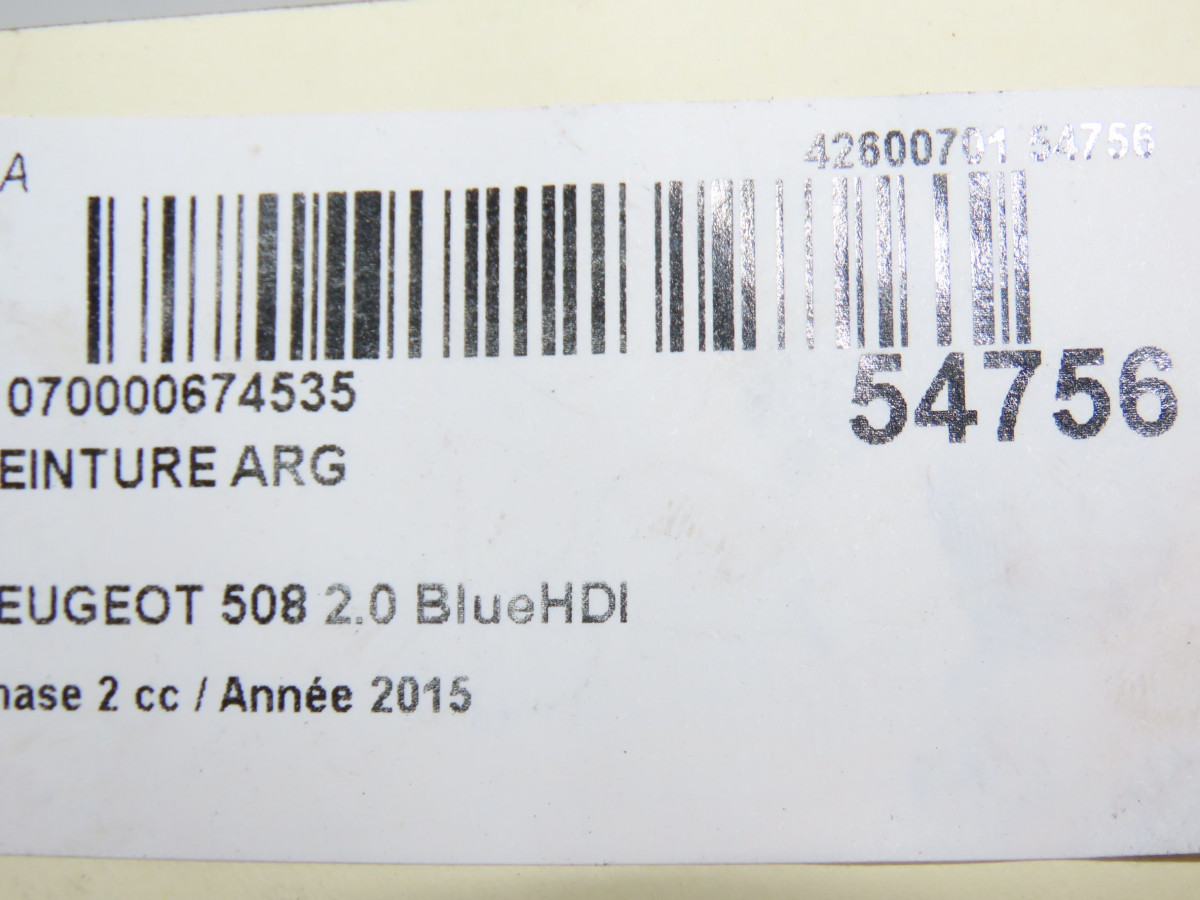 A
42600701 54756
070000674535
54756
EINTURE ARG
EUGEOT 508 2.0 BlueHDI
hase 2 cc / Année 2015